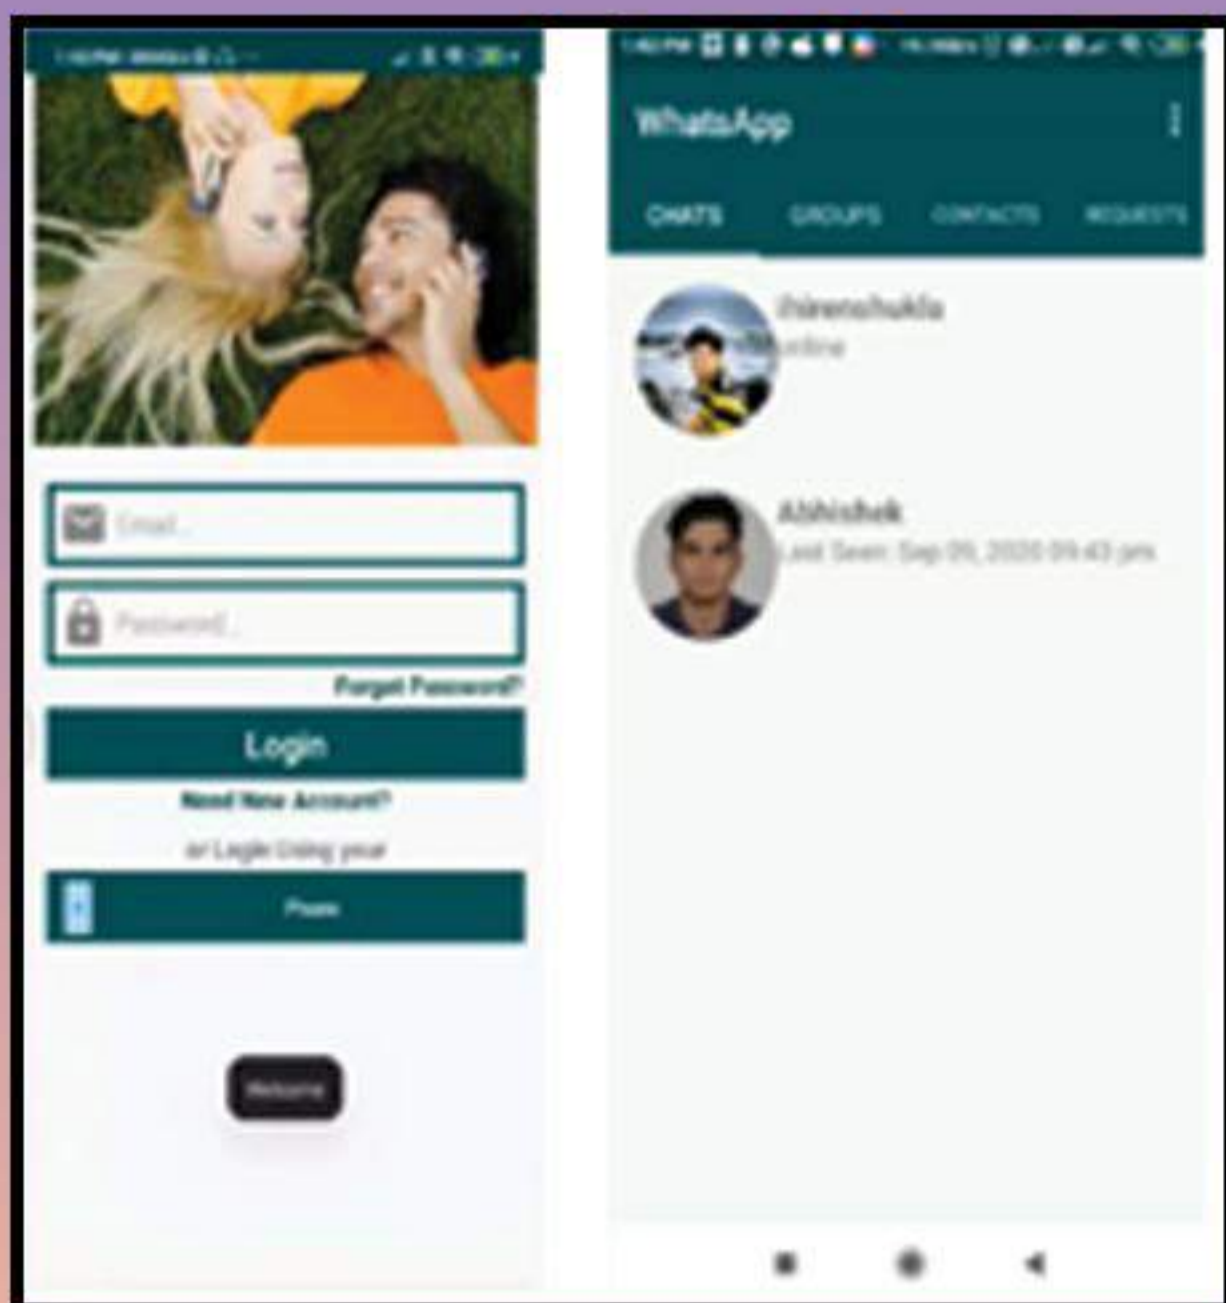 Email...
Password...
Forget Password?
Login
Need New Account?
or Login Using your
Phone
Welcome
WhatsApp
CHATS
GROUPS
CONTACTS
REQUESTS
online
Abhishek
Last Seen: Sep 09, 2020 09:43 pm